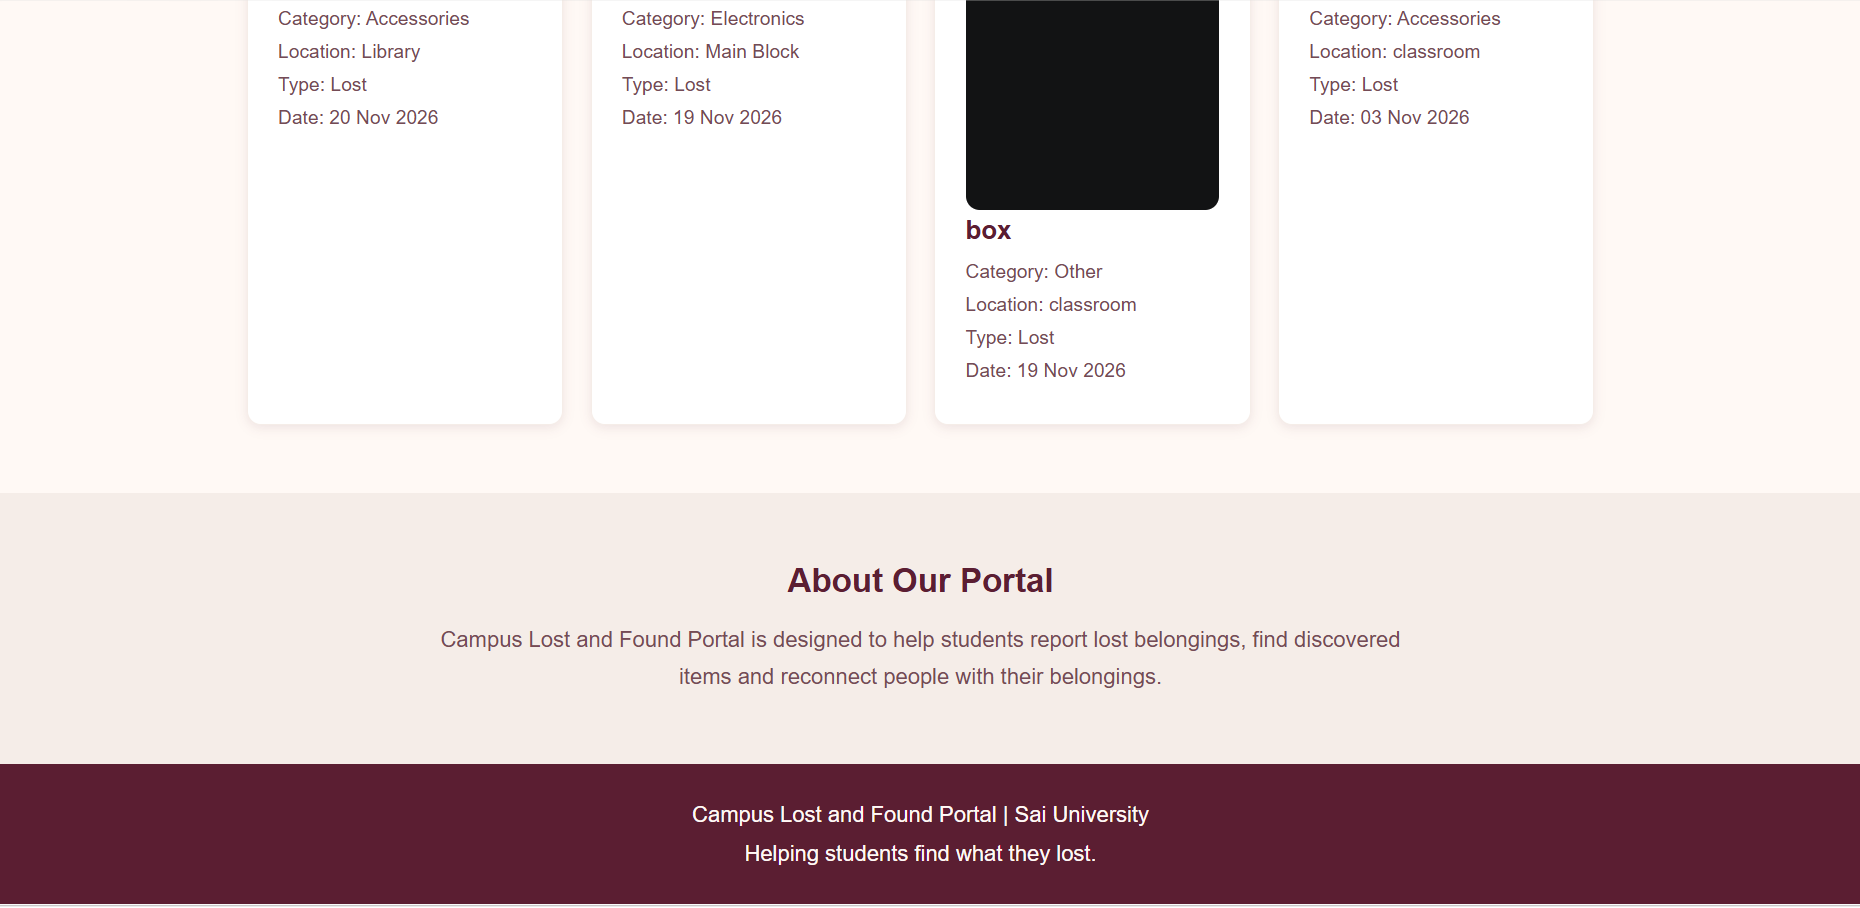 Category: Accessories
Location: Library
Type: Lost
Date: 20 Nov 2026
Category: Electronics
Location: Main Block
Type: Lost
Date: 19 Nov 2026
box
Category: Other
Location: classroom
Type: Lost
Date: 19 Nov 2026
Category: Accessories
Location: classroom
Type: Lost
Date: 03 Nov 2026
About Our Portal
Campus Lost and Found Portal is designed to help students report lost belongings, find discovered
items and reconnect people with their belongings.
Campus Lost and Found Portal | Sai University
Helping students find what they lost.